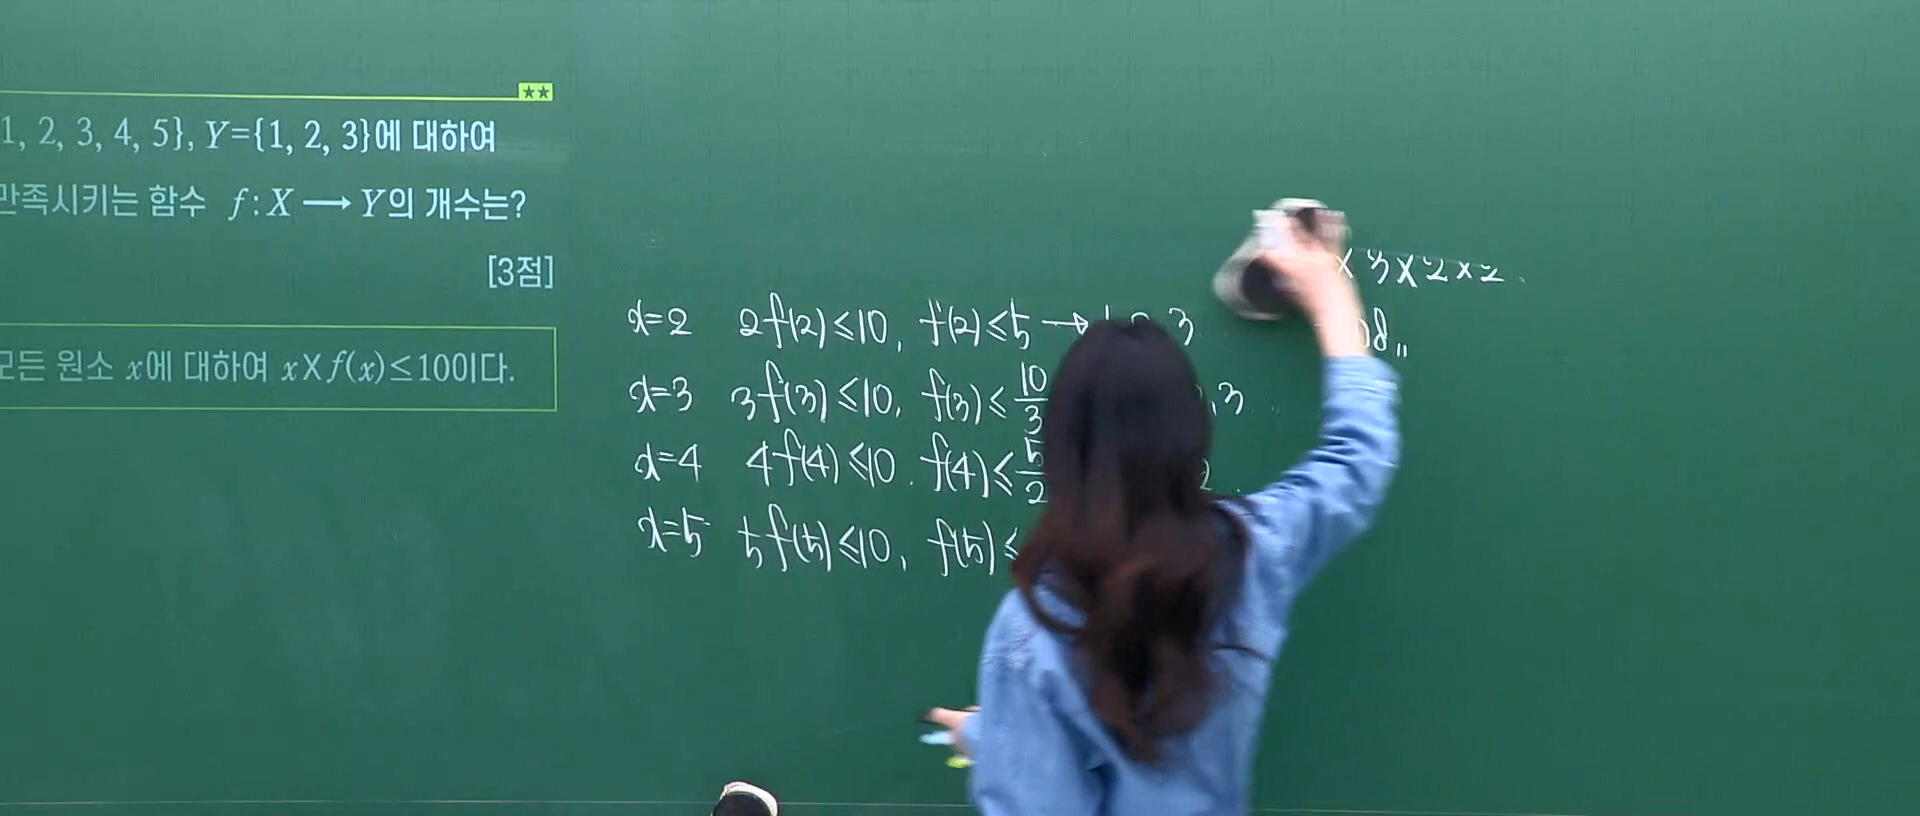 ★★
1, 2, 3, 4, 5}, Y={1, 2, 3}에 대하여
만족시키는 함수 f : X ⟶ Y의 개수는?
[3점]
모든 원소 x에 대하여 x×f(x)≤10이다.
×3×2×2
x=2 2f(2)≤10, f(2)≤5→ 3
x=3 3f(3)≤10, f(3)≤10/3 ,3
x=4 4f(4)≤10. f(4)≤5/2 2
x=5 5f(5)≤10, f(5)≤